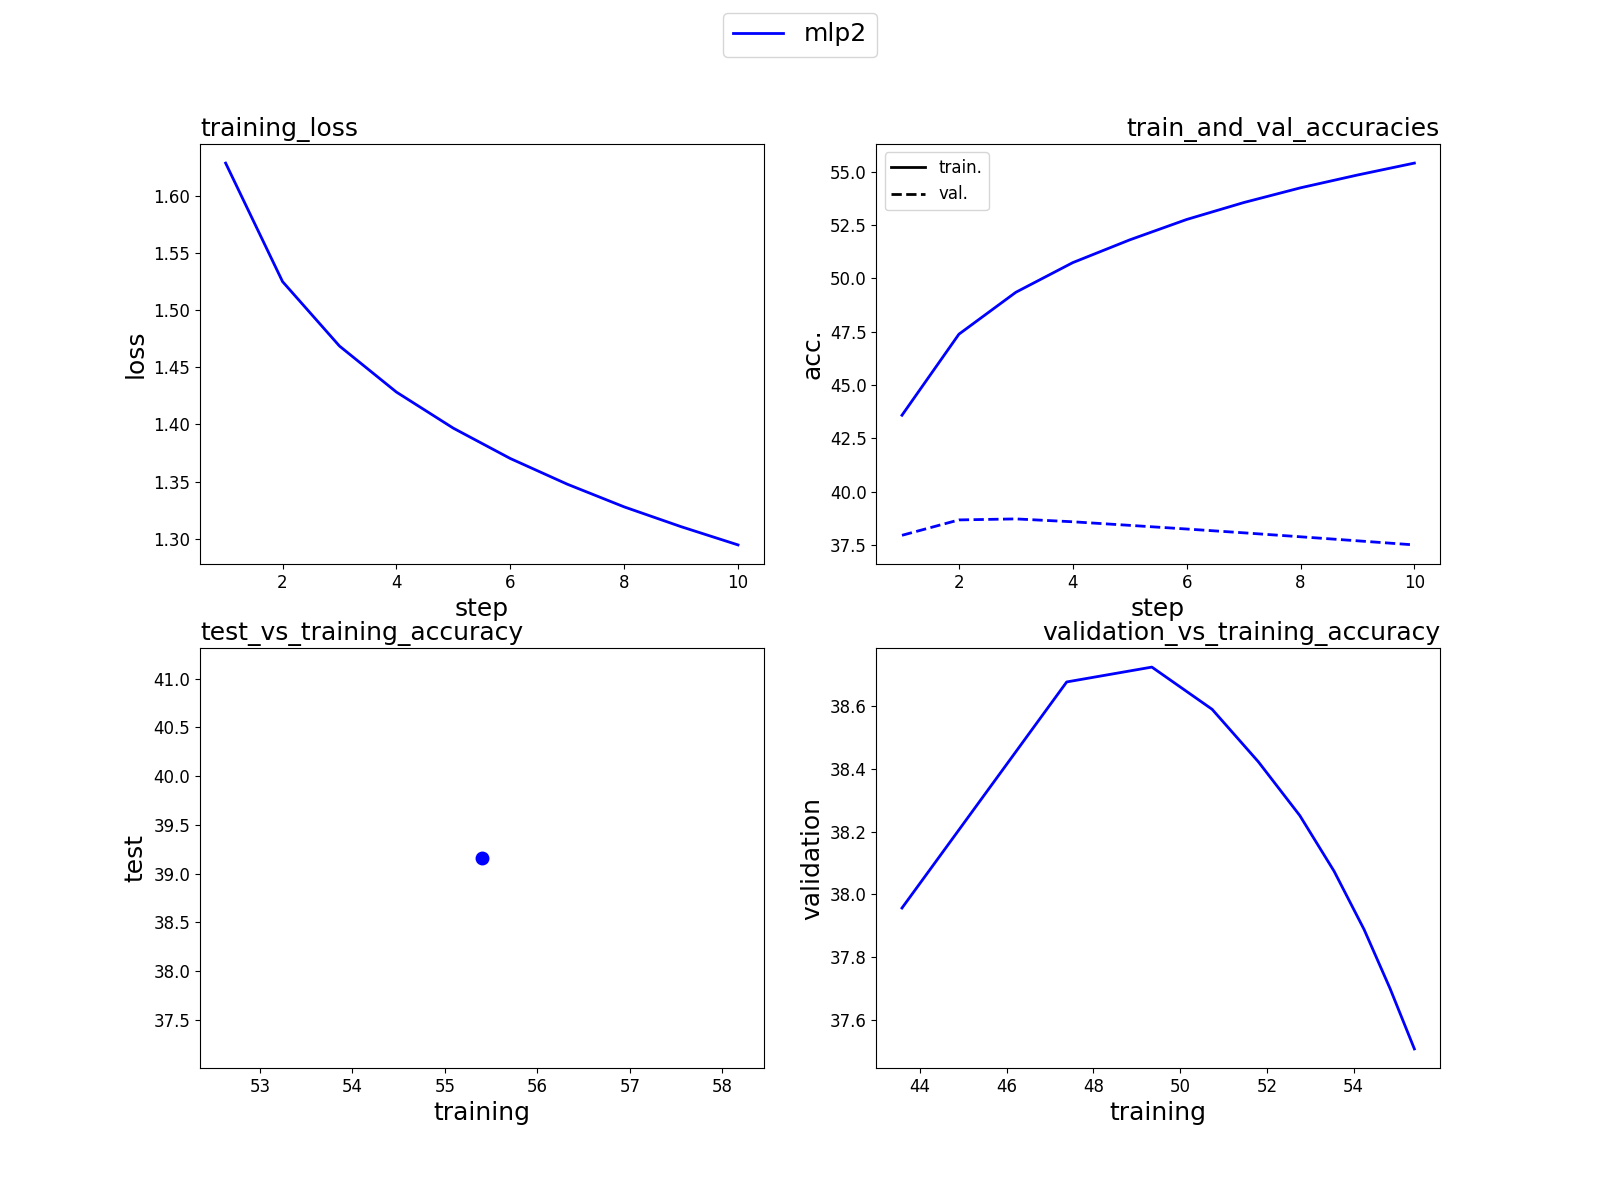 mlp2
training_loss
loss
1.60
1.55
1.50
1.45
1.40
1.35
1.30
2 4 6 8 10
step
train_and_val_accuracies
train.
val.
acc.
55.0
52.5
50.0
47.5
45.0
42.5
40.0
37.5
2 4 6 8 10
step
test_vs_training_accuracy
test
41.0
40.5
40.0
39.5
39.0
38.5
38.0
37.5
53 54 55 56 57 58
training
validation_vs_training_accuracy
validation
38.6
38.4
38.2
38.0
37.8
37.6
44 46 48 50 52 54
training